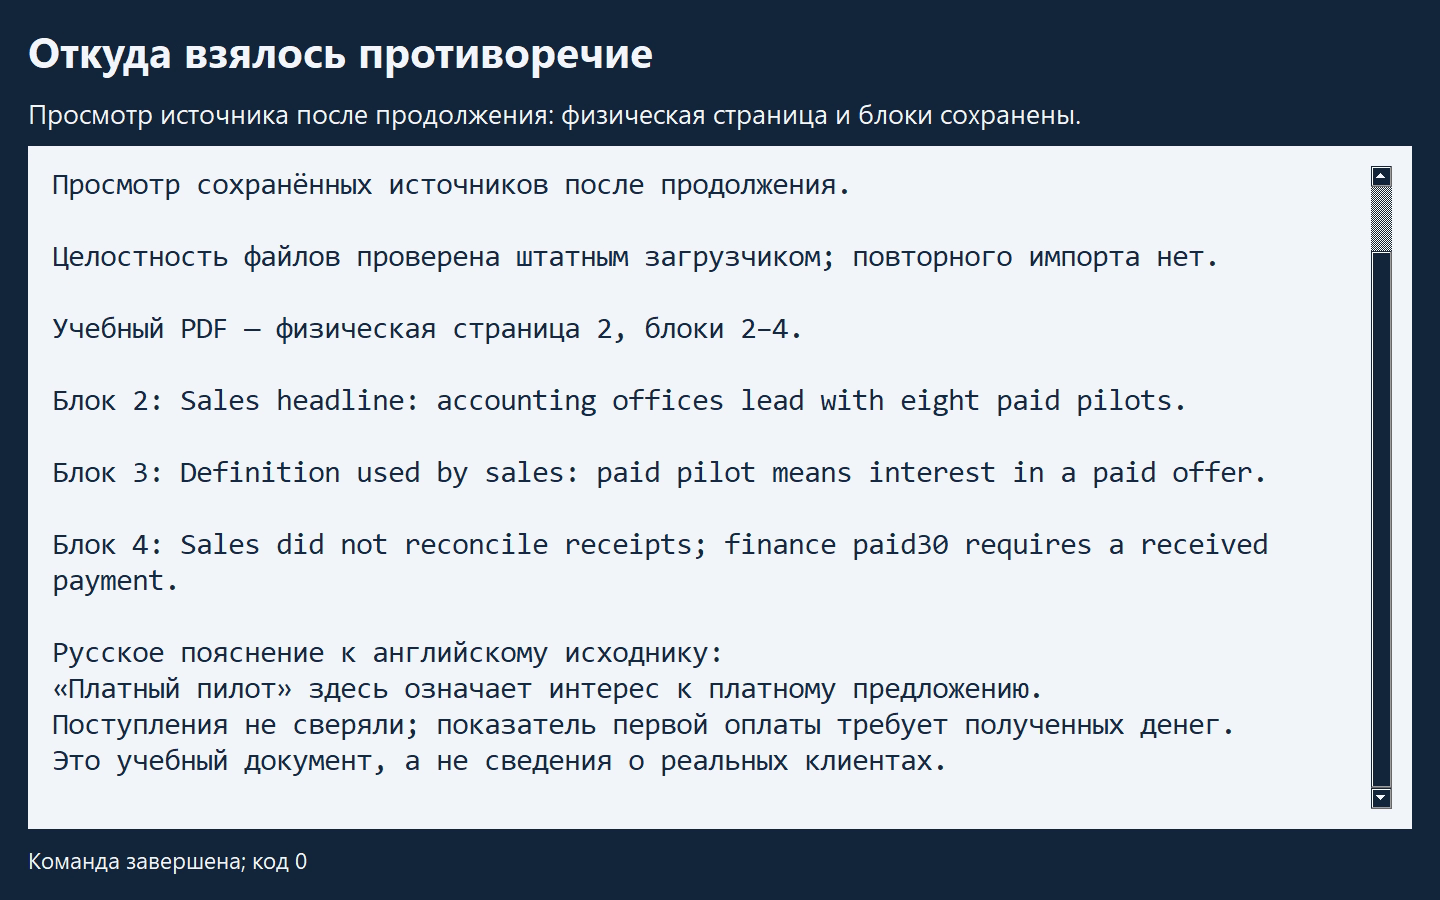 Откуда взялось противоречие
Просмотр источника после продолжения: физическая страница и блоки сохранены.
Просмотр сохранённых источников после продолжения.
Целостность файлов проверена штатным загрузчиком; повторного импорта нет.
Учебный PDF — физическая страница 2, блоки 2–4.
Блок 2: Sales headline: accounting offices lead with eight paid pilots.
Блок 3: Definition used by sales: paid pilot means interest in a paid offer.
Блок 4: Sales did not reconcile receipts; finance paid30 requires a received
payment.
Русское пояснение к английскому исходнику:
«Платный пилот» здесь означает интерес к платному предложению.
Поступления не сверяли; показатель первой оплаты требует полученных денег.
Это учебный документ, а не сведения о реальных клиентах.
Команда завершена; код 0